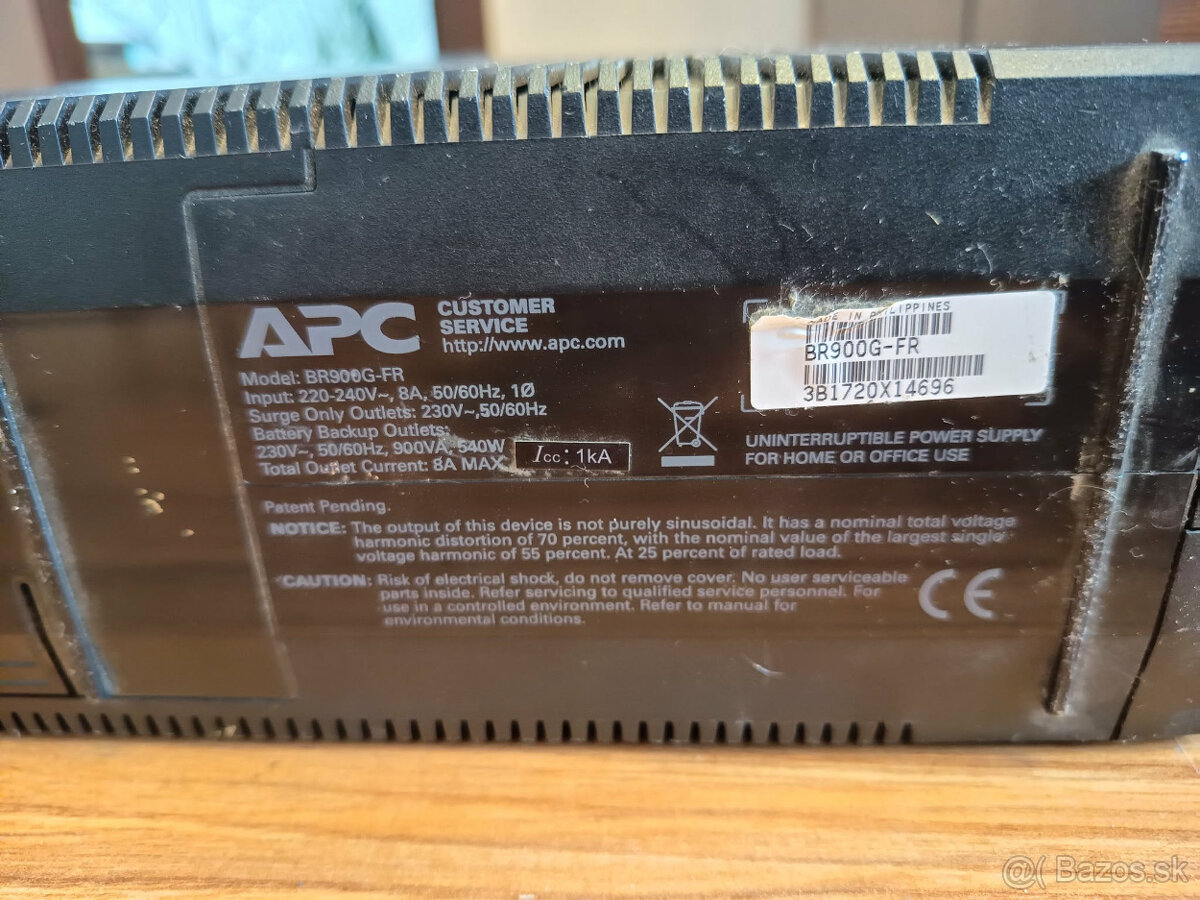 APC
CUSTOMER
SERVICE
http://www.apc.com
Model: BR900G-FR
Input: 220-240V~, 8A, 50/60Hz, 1Ø
Surge Only Outlets: 230V~,50/60Hz
Battery Backup Outlets:
230V~, 50/60Hz, 900VA, 540W
Total Outlet Current: 8A MAX
Icc: 1kA
MADE IN PHILIPPINES
BR900G-FR
3B1720X14696
UNINTERRUPTIBLE POWER SUPPLY
FOR HOME OR OFFICE USE
Patent Pending.
NOTICE: The output of this device is not purely sinusoidal. It has a nominal total voltage
harmonic distortion of 70 percent, with the nominal value of the largest single
voltage harmonic of 55 percent. At 25 percent of rated load.
CAUTION: Risk of electrical shock, do not remove cover. No user serviceable
parts inside. Refer servicing to qualified service personnel. For
use in a controlled environment. Refer to manual for
environmental conditions.
CE
@( Bazos.sk